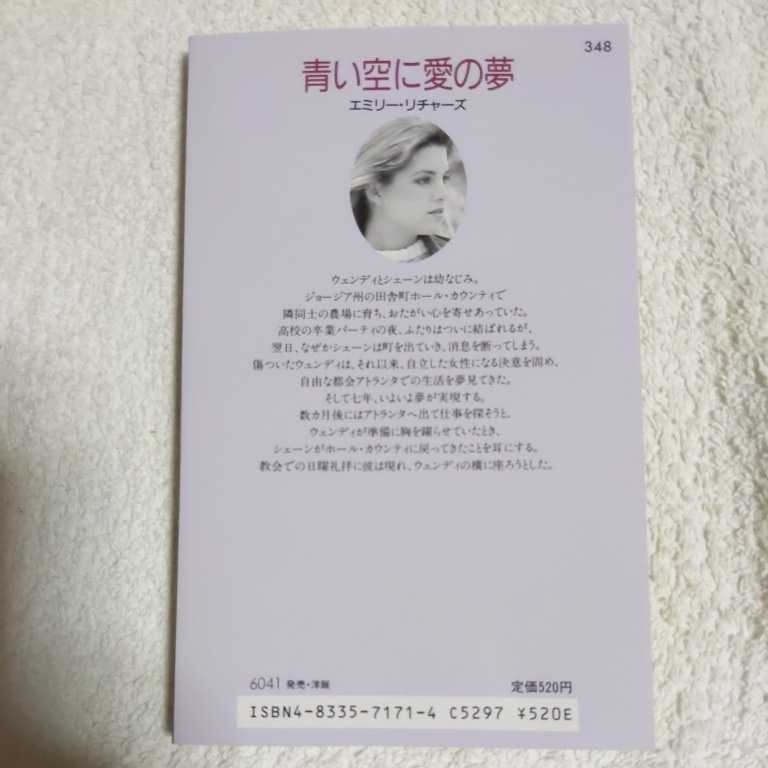 348
青い空に愛の夢
エミリー・リチャーズ
ウェンディとシェーンは幼なじみ。
ジョージア州の田舎町ホール・カウンティで
隣同士の農場に育ち、おたがい心を寄せあっていた。
高校の卒業パーティの夜、ふたりはついに結ばれるが、
翌日、なぜかシェーンは町を出ていき、消息を断ってしまう。
傷ついたウェンディは、それ以来、自立した女性になる決意を固め、
自由な都会アトランタでの生活を夢見てきた。
そして七年、いよいよ夢が実現する。
数カ月後にはアトランタへ出て仕事を探そうと、
ウェンディが準備に胸を躍らせていたとき、
シェーンがホール・カウンティに戻ってきたことを耳にする。
教会での日曜礼拝に彼は現れ、ウェンディの横に座ろうとした。
6041 発売・洋販 定価520円
ISBN4-8335-7171-4 C5297 ¥520E